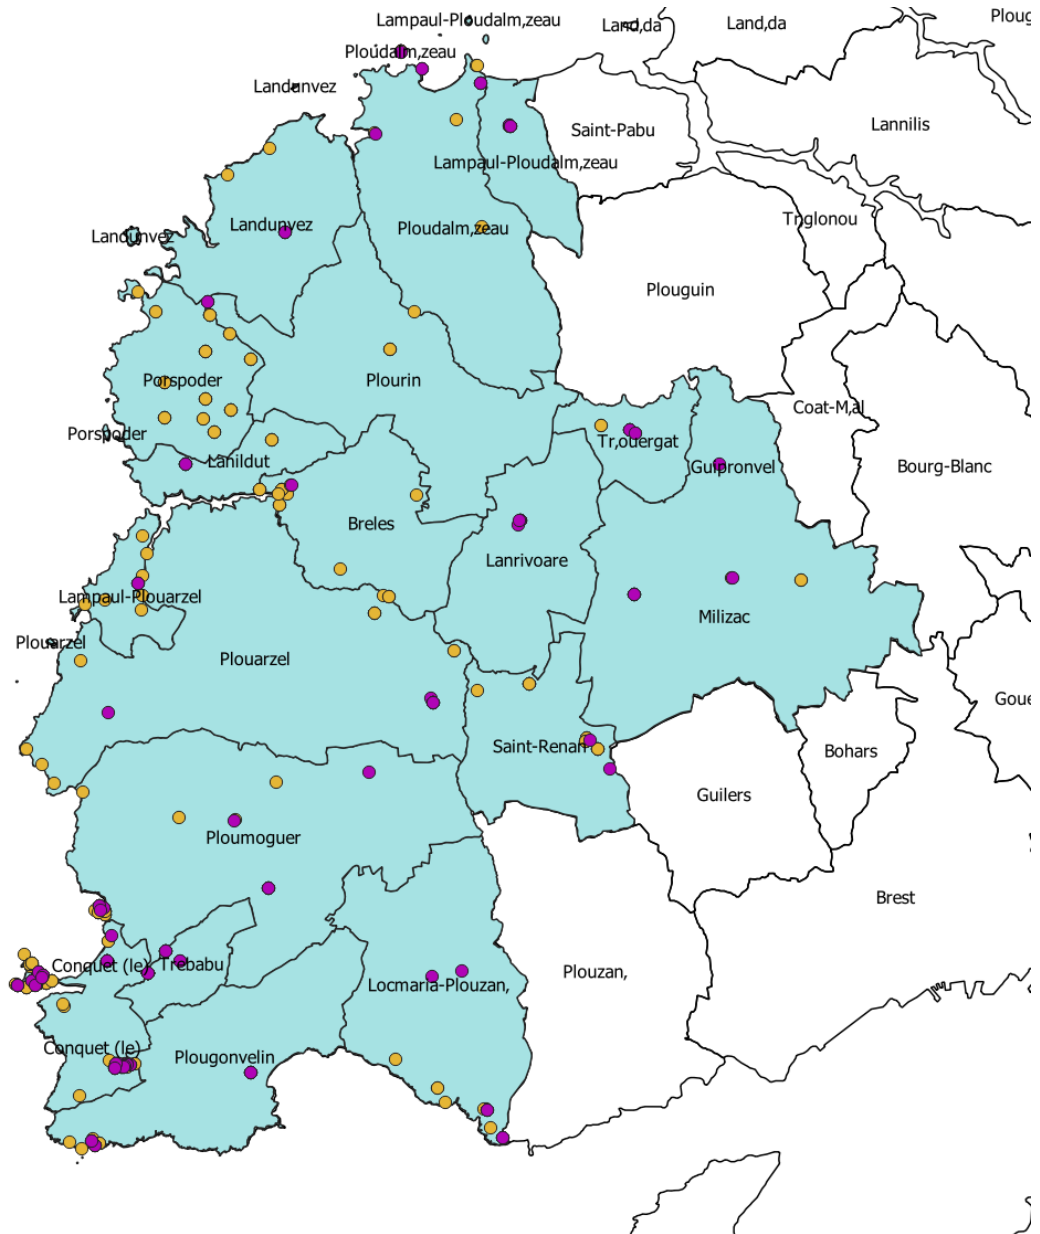 Lampaul-Ploudalm,zeau
Land,da
Land,da
Ploug
Ploudalm,zeau
Landunvez
Lannilis
Saint-Pabu
Lampaul-Ploudalm,zeau
Landunvez
Landunvez
Ploudalm,zeau
Trglonou
Plouguin
Porspoder
Plourin
Coat-M,al
Porspoder
Lanildut
Tr,ouergat
Guipronvel
Bourg-Blanc
Breles
Lanrivoare
Lampaul-Plouarzel
Milizac
Plouarzel
Plouarzel
Goue
Saint-Renan
Bohars
Guilers
Ploumoguer
Brest
Conquet (le)
Trebabu
Plouzan,
Locmaria-Plouzan,
Conquet (le)
Plougonvelin